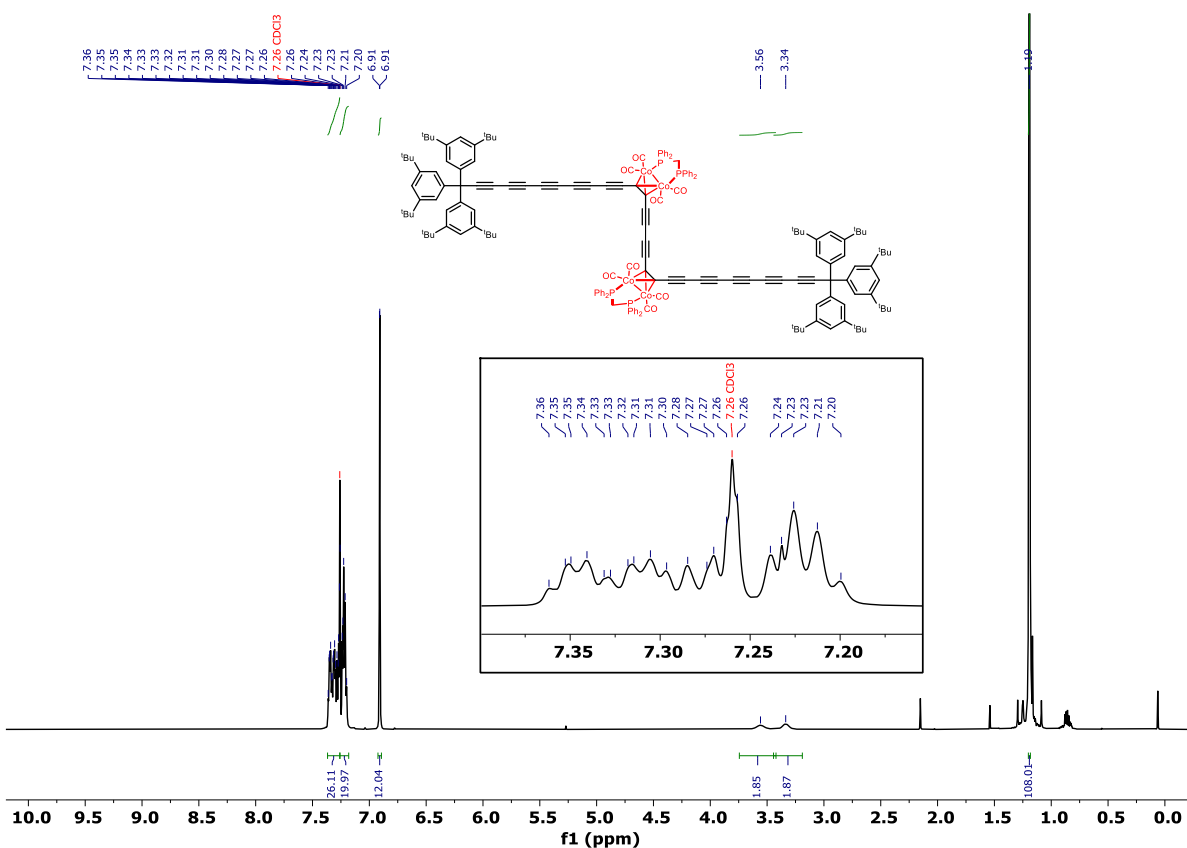 7.36
7.35
7.35
7.34
7.33
7.33
7.32
7.31
7.31
7.30
7.28
7.27
7.27
7.26
7.26 CDCl3
7.26
7.24
7.23
7.23
7.21
7.20
6.91
6.91
3.56
3.34
1.19
tBu
tBu
tBu
tBu
tBu
tBu
CO
CO
Co
Ph2
P
PPh2
Co
CO
CO
CO
CO
Co
Ph2P
Co
CO
CO
P
Ph2
tBu
tBu
tBu
tBu
tBu
tBu
7.36
7.35
7.35
7.34
7.33
7.33
7.32
7.31
7.31
7.30
7.28
7.27
7.27
7.26
7.26 CDCl3
7.26
7.24
7.23
7.23
7.21
7.20
7.35 7.30 7.25 7.20
26.11
19.97
12.04
1.85
1.87
108.01
10.0 9.5 9.0 8.5 8.0 7.5 7.0 6.5 6.0 5.5 5.0 4.5 4.0 3.5 3.0 2.5 2.0 1.5 1.0 0.5 0.0
f1 (ppm)